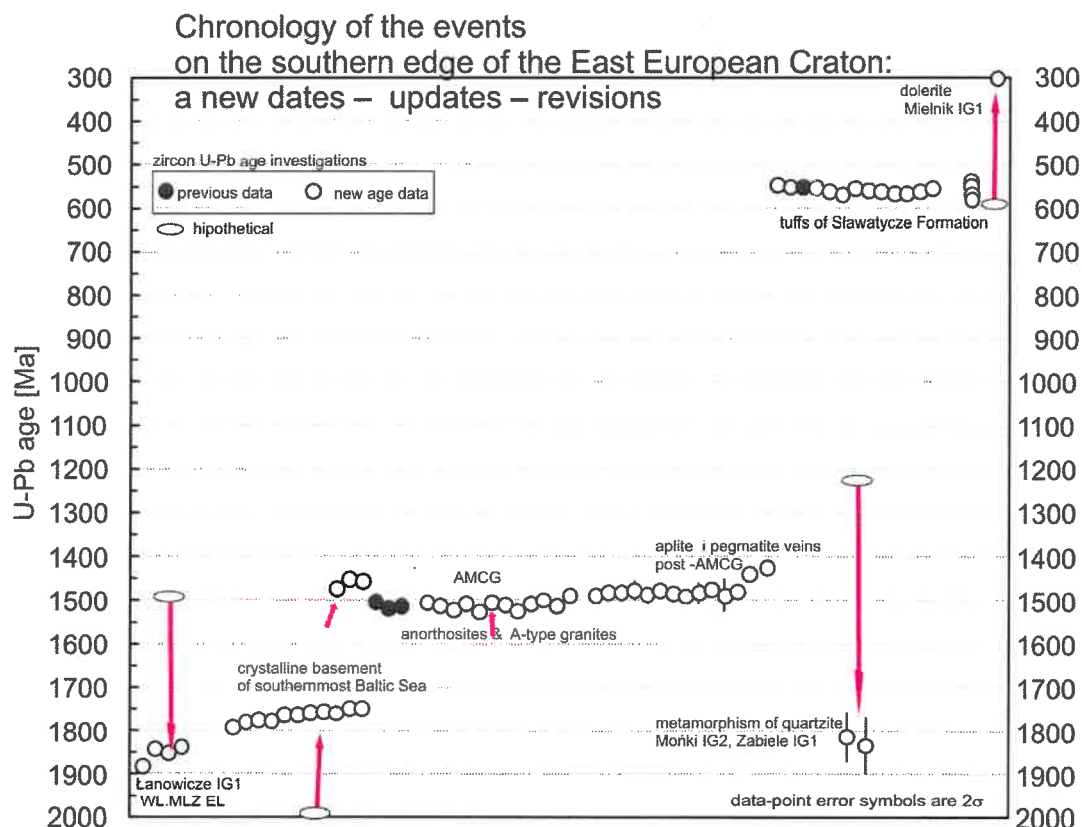 Chronology of the events
on the southern edge of the East European Craton:
a new dates – updates – revisions
300
400
500
600
700
800
900
1000
1100
1200
1300
1400
1500
1600
1700
1800
1900
2000
U-Pb age [Ma]
300
400
500
600
700
800
900
1000
1100
1200
1300
1400
1500
1600
1700
1800
1900
2000
zircon U-Pb age investigations
previous data
new age data
hipothetical
dolerite
Mielnik IG1
tuffs of Sławatycze Formation
AMCG
anorthosites & A-type granites
aplite i pegmatite veins
post -AMCG
crystalline basement
of southernmost Baltic Sea
metamorphism of quartzite
Mońki IG2, Zabiele IG1
Łanowicze IG1
WL.MLZ EL
data-point error symbols are 2σ